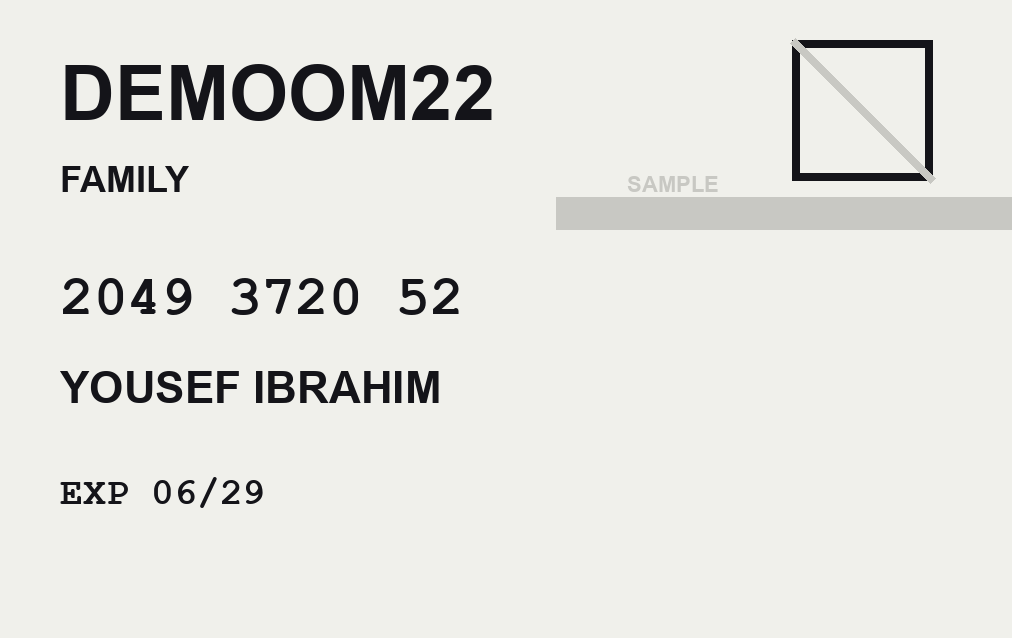 DEMOOM22
FAMILY
SAMPLE
2049 3720 52
YOUSEF IBRAHIM
EXP 06/29